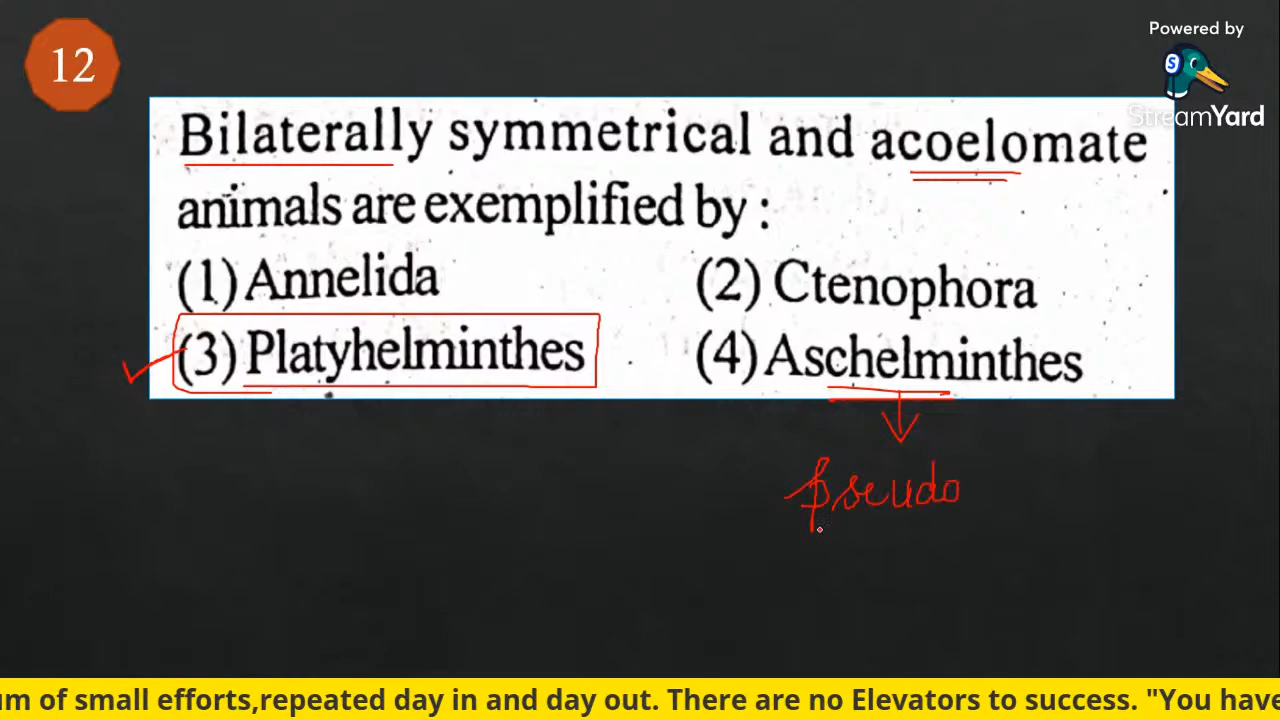 12
Powered by
StreamYard
Bilaterally symmetrical and acoelomate
animals are exemplified by :
(1) Annelida
(2) Ctenophora
(3) Platyhelminthes
(4) Aschelminthes
pseudo
um of small efforts,repeated day in and day out. There are no Elevators to success. "You have